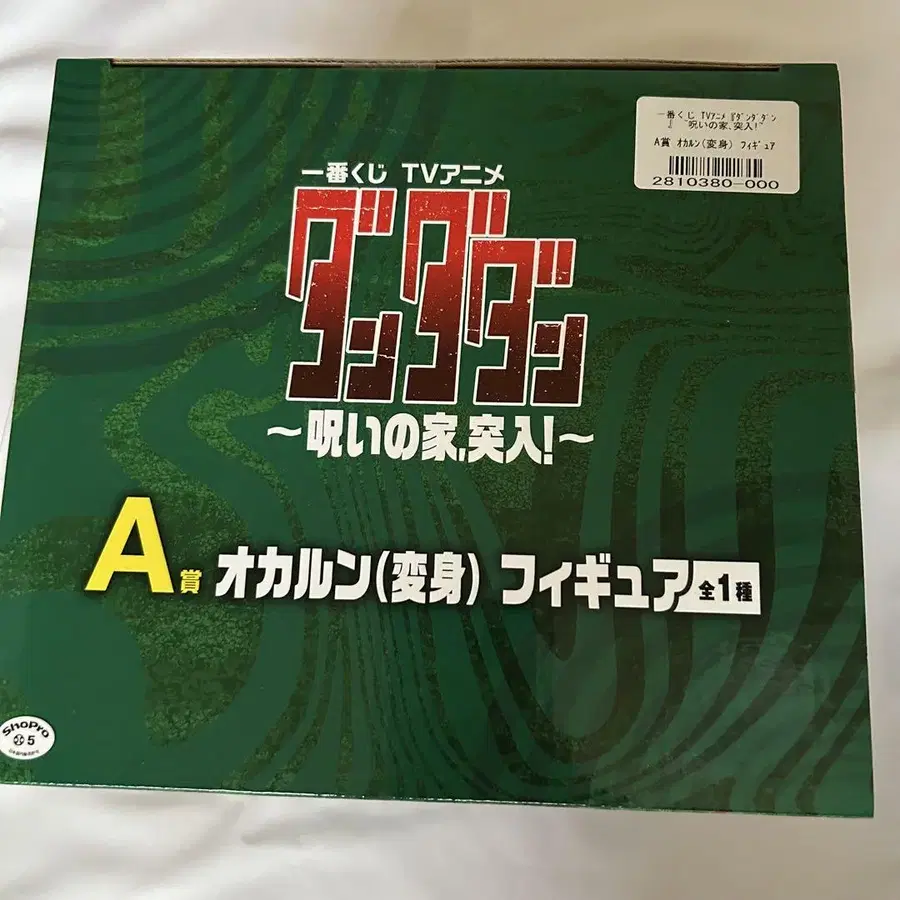 一番くじ TVｱﾆﾒ 『ﾀﾞﾝﾀﾞﾀﾞﾝ
』 ~呪いの家､突入!~
A賞 オカルン(変身) フィギュア
2810380-000
一番くじ TVアニメ
ダンダダン
～呪いの家,突入!～
A賞 オカルン(変身) フィギュア 全1種
ShoPro
5